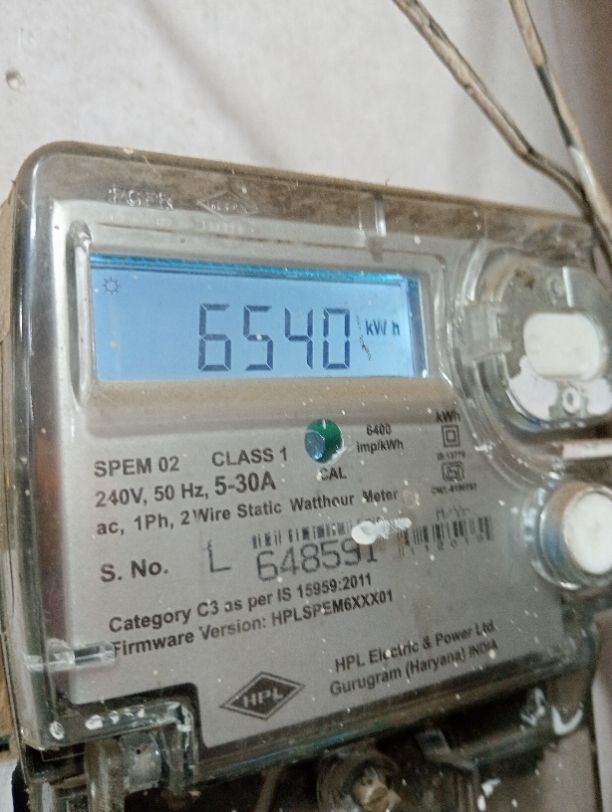 6540 kWh
6400
imp/kWh
kWh
SPEM 02 CLASS 1
CAL
240V, 50 Hz, 5-30A
ac, 1Ph, 2 Wire Static Watthour Meter
S. No. L 648591
Category C3 as per IS 15959:2011
Firmware Version: HPLSPEM6XXX01
HPL
HPL Electric & Power Ltd.
Gurugram (Haryana) INDIA